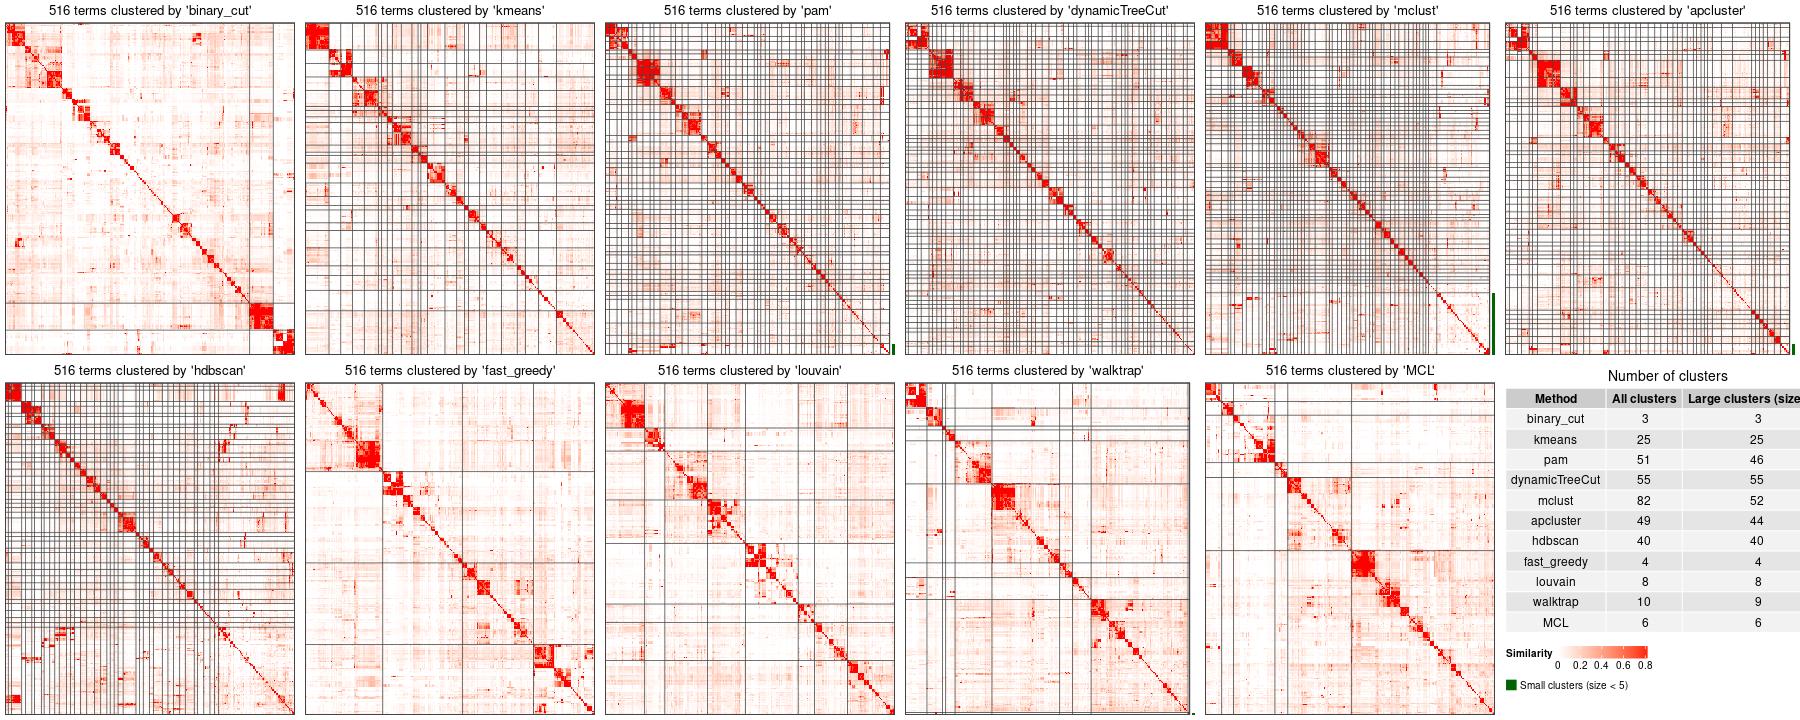 516 terms clustered by 'binary_cut'
516 terms clustered by 'kmeans'
516 terms clustered by 'pam'
516 terms clustered by 'dynamicTreeCut'
516 terms clustered by 'mclust'
516 terms clustered by 'apcluster'
516 terms clustered by 'hdbscan'
516 terms clustered by 'fast_greedy'
516 terms clustered by 'louvain'
516 terms clustered by 'walktrap'
516 terms clustered by 'MCL'
Number of clusters
Method All clusters Large clusters (size
binary_cut 3 3
kmeans 25 25
pam 51 46
dynamicTreeCut 55 55
mclust 82 52
apcluster 49 44
hdbscan 40 40
fast_greedy 4 4
louvain 8 8
walktrap 10 9
MCL 6 6
Similarity
0 0.2 0.4 0.6 0.8
Small clusters (size < 5)